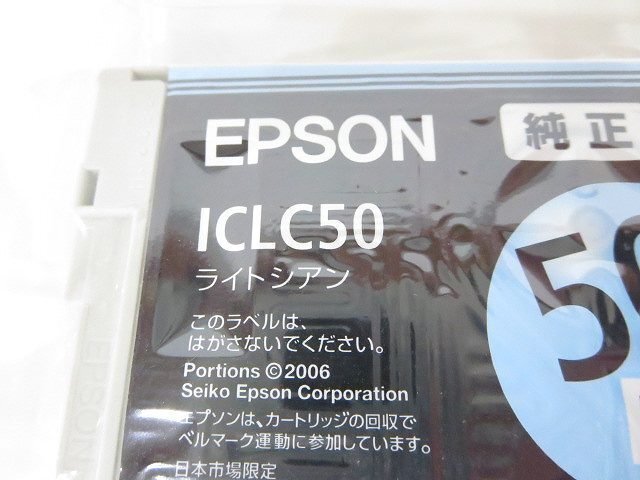 EPSON
純正
ICLC50
ライトシアン
このラベルは、
はがさないでください。
Portions ©2006
Seiko Epson Corporation
エプソンは、カートリッジの回収で
ベルマーク運動に参加しています。
日本市場限定